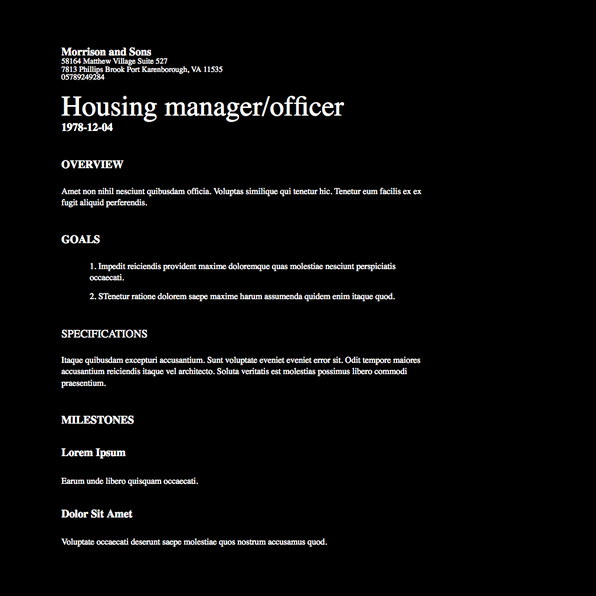 Morrison and Sons
58164 Matthew Village Suite 527
7813 Phillips Brook Port Karenborough, VA 11535
05789249284
Housing manager/officer
1978-12-04
OVERVIEW
Amet non nihil nesciunt quibusdam officia. Voluptas similique qui tenetur hic. Tenetur eum facilis ex ex
fugit aliquid perferendis.
GOALS
1. Impedit reiciendis provident maxime doloremque quas molestiae nesciunt perspiciatis
occaecati.
2. STenetur ratione dolorem saepe maxime harum assumenda quidem enim itaque quod.
SPECIFICATIONS
Itaque quibusdam excepturi accusantium. Sunt voluptate eveniet eveniet error sit. Odit tempore maiores
accusantium reiciendis itaque vel architecto. Soluta veritatis est molestias possimus libero commodi
praesentium.
MILESTONES
Lorem Ipsum
Earum unde libero quisquam occaecati.
Dolor Sit Amet
Voluptate occaecati deserunt saepe molestiae quos nostrum accusamus quod.